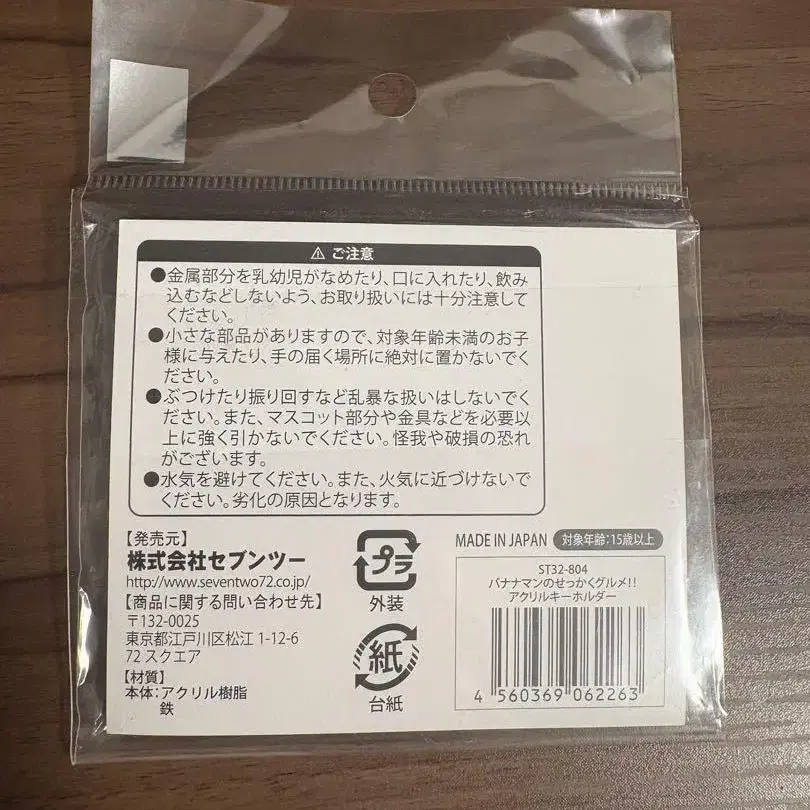 ⚠ ご注意
●金属部分を乳幼児がなめたり、口に入れたり、飲み
込むなどしないよう、お取り扱いには十分注意して
ください。
●小さな部品がありますので、対象年齢未満のお子
様に与えたり、手の届く場所に絶対に置かないでく
ださい。
●ぶつけたり振り回すなど乱暴な扱いはしないでく
ださい。また、マスコット部分や金具などを必要以
上に強く引かないでください。怪我や破損の恐れ
がございます。
●水気を避けてください。また、火気に近づけないで
ください。劣化の原因となります。
【発売元】
株式会社セブンツー
http://www.seventwo72.co.jp/
【商品に関する問い合わせ先】
〒132-0025
東京都江戸川区松江 1-12-6
72 スクエア
【材質】
本体:アクリル樹脂
鉄
プラ
外装
紙
台紙
MADE IN JAPAN 対象年齢:15歳以上
ST32-804
バナナマンのせっかくグルメ!!
アクリルキーホルダー
4 560369 062263